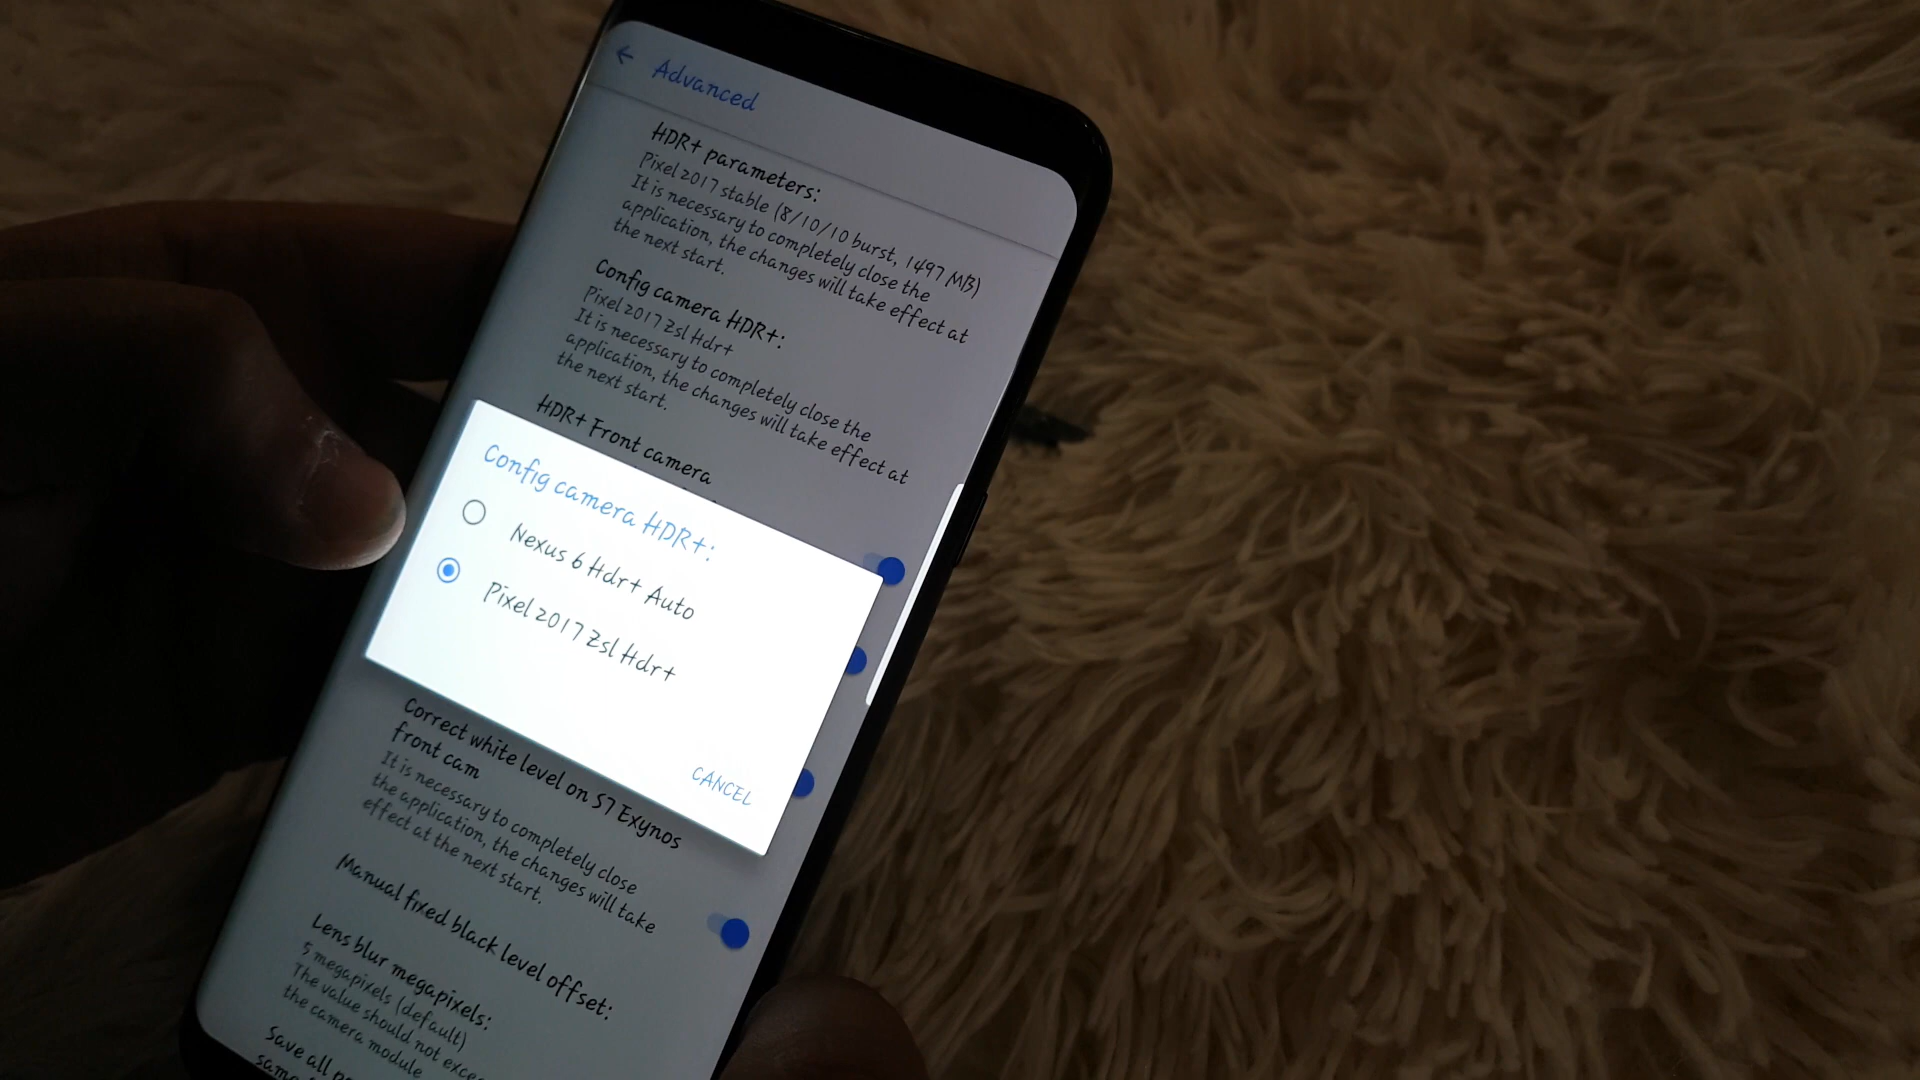 Advanced
HDR+ parameters:
Pixel 2017 stable (8/10/10 burst, 1497 MB)
It is necessary to completely close the
application, the changes will take effect at
the next start.
Config camera HDR+:
Pixel 2017 Zsl Hdr+
It is necessary to completely close the
application, the changes will take effect at
the next start.
HDR+ Front camera
Config camera HDR+:
Nexus 6 Hdr+ Auto
Pixel 2017 Zsl Hdr+
CANCEL
Correct white level on S7 Exynos
front cam
It is necessary to completely close
the application, the changes will take
effect at the next start.
Manual fixed black level offset:
Lens blur megapixels:
5 megapixels (default)
The value should not
the camera module
Save all